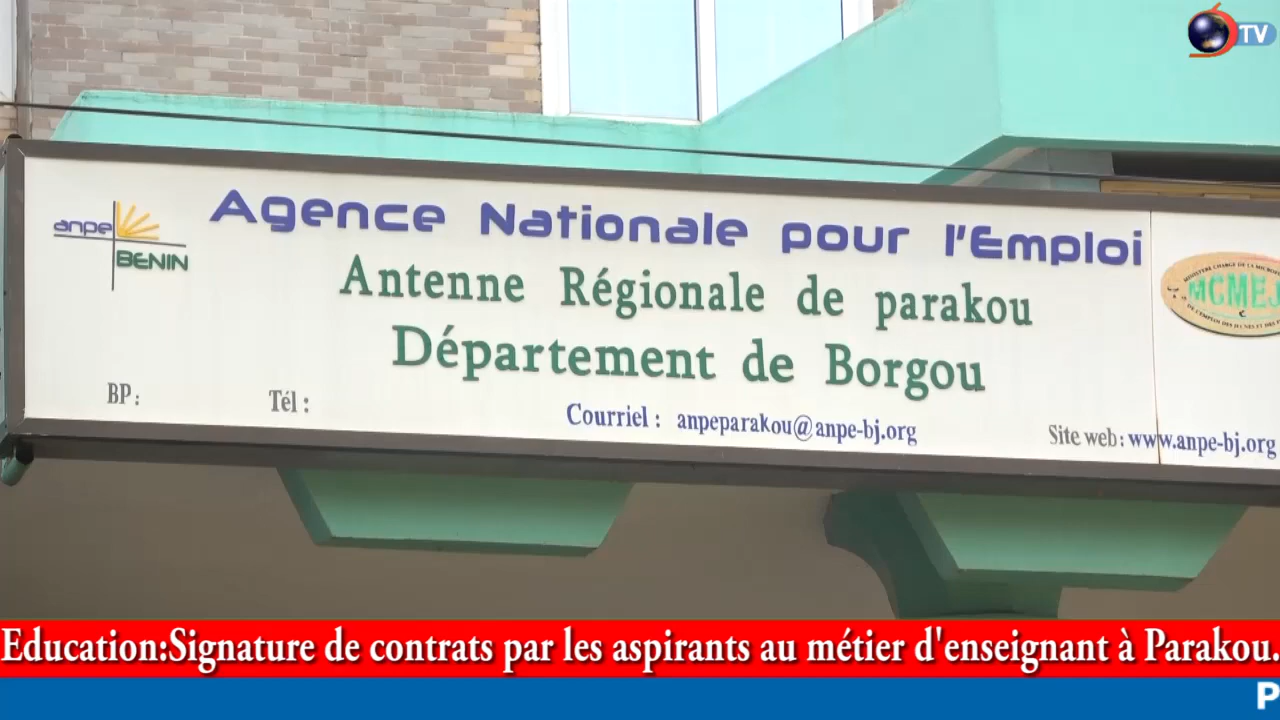 TV
Agence Nationale pour l'Emploi
anpe
BENIN
Antenne Régionale de parakou
Département de Borgou
MCMEJ
BP :
Tél :
Courriel : anpeparakou@anpe-bj.org
Site web : www.anpe-bj.org
Education:Signature de contrats par les aspirants au métier d'enseignant à Parakou.
P